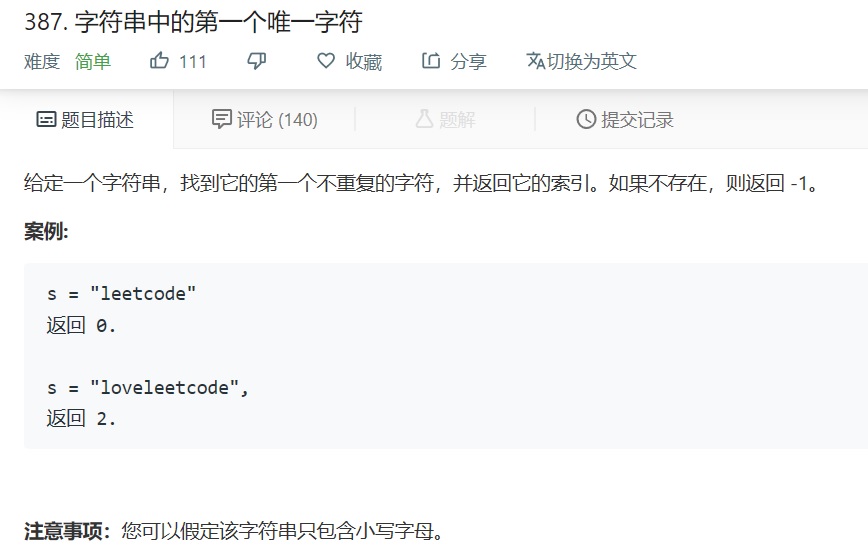 387. 字符串中的第一个唯一字符
难度 简单 111 收藏 分享 切换为英文
题目描述 评论 (140) 题解 提交记录
给定一个字符串，找到它的第一个不重复的字符，并返回它的索引。如果不存在，则返回 -1。
案例:
s = "leetcode"
返回 0.
s = "loveleetcode",
返回 2.
注意事项：您可以假定该字符串只包含小写字母。